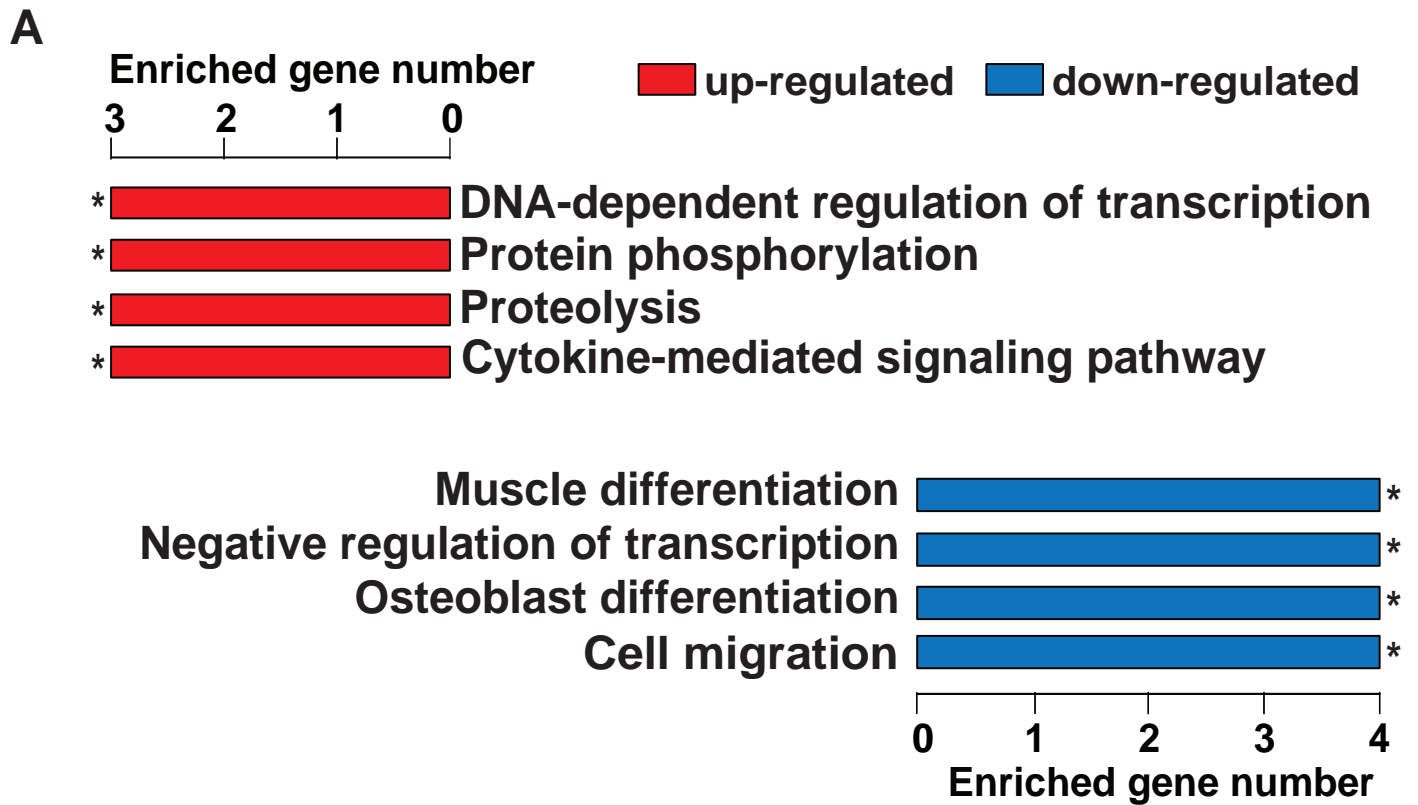 A
Enriched gene number
up-regulated down-regulated
3 2 1 0
* DNA-dependent regulation of transcription
* Protein phosphorylation
* Proteolysis
* Cytokine-mediated signaling pathway
Muscle differentiation *
Negative regulation of transcription *
Osteoblast differentiation *
Cell migration *
0 1 2 3 4
Enriched gene number